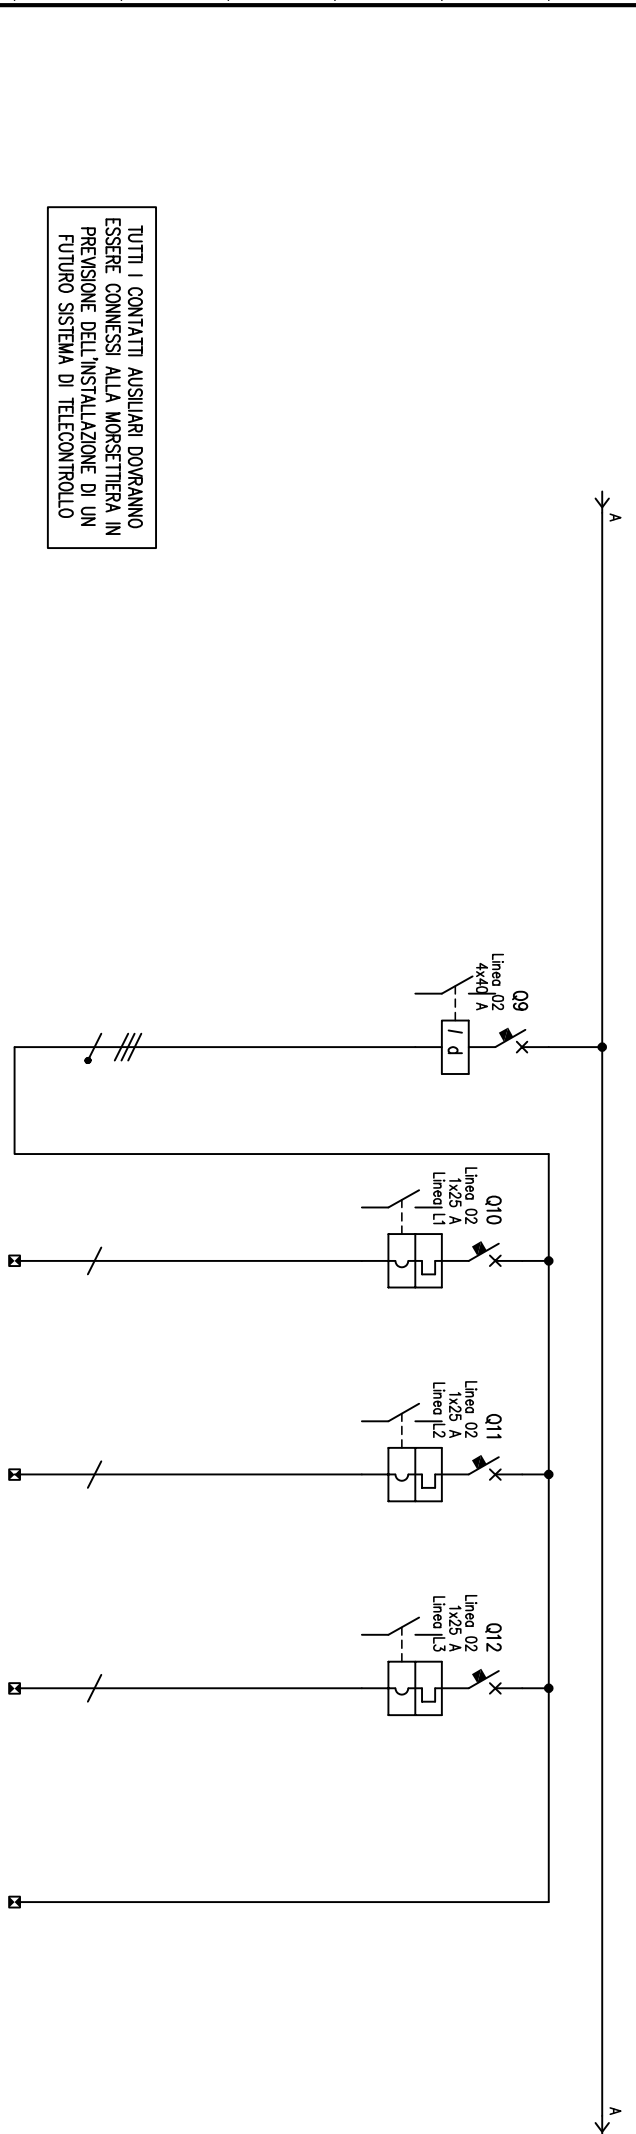 TUTTI I CONTATTI AUSILIARI DOVRANNO
ESSERE CONNESSI ALLA MORSETTIERA IN
PREVISIONE DELL'INSTALLAZIONE DI UN
FUTURO SISTEMA DI TELECONTROLLO
A
Q9
Linea 02
4x40 A
I d
Q10
Linea 02
1x25 A
Linea L1
Q11
Linea 02
1x25 A
Linea L2
Q12
Linea 02
1x25 A
Linea L3
A